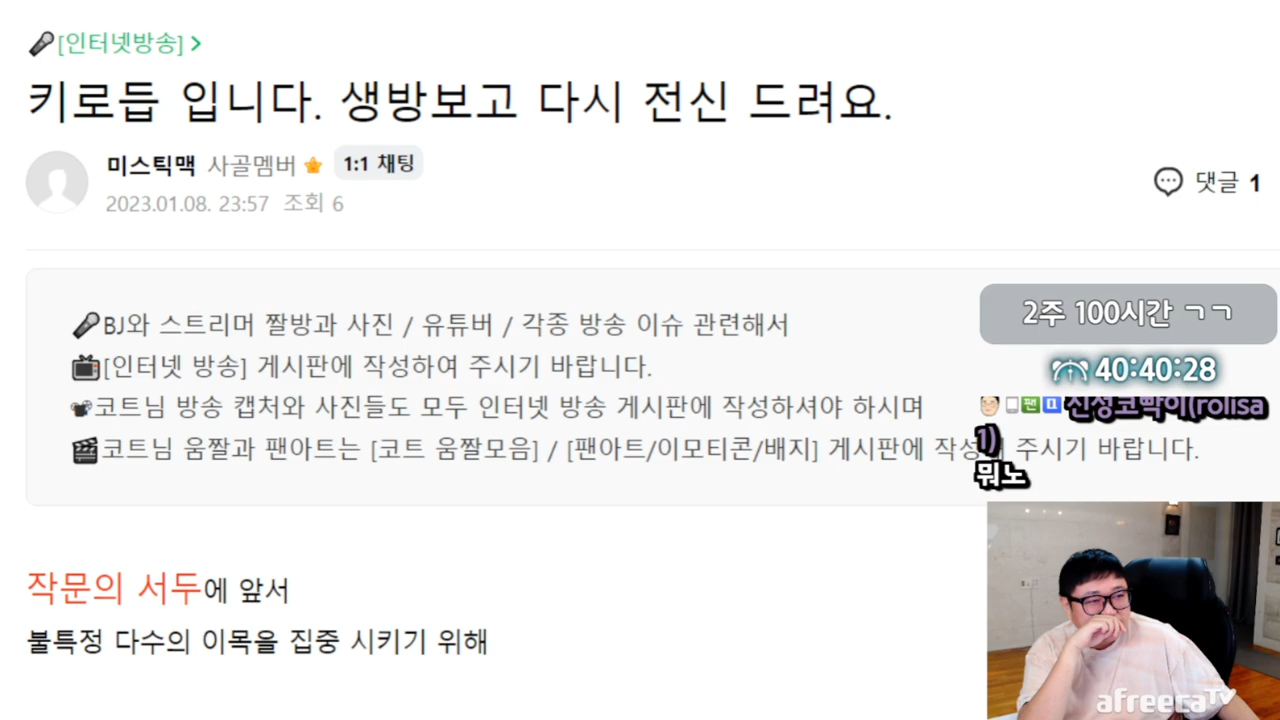 [인터넷방송] >
키로듭 입니다. 생방보고 다시 전신 드려요.
미스틱맥 사골멤버 1:1 채팅
2023.01.08. 23:57 조회 6
댓글 1
BJ와 스트리머 짤방과 사진 / 유튜버 / 각종 방송 이슈 관련해서
[인터넷 방송] 게시판에 작성하여 주시기 바랍니다.
코트님 방송 캡처와 사진들도 모두 인터넷 방송 게시판에 작성하셔야 하시며
코트님 움짤과 팬아트는 [코트 움짤모음] / [팬아트/이모티콘/배지] 게시판에 작성 주시기 바랍니다.
2주 100시간 ㄱㄱ
40:40:28
팬
(rolisa
1)
뭐노
작문의 서두에 앞서
불특정 다수의 이목을 집중 시키기 위해
afreecaTV